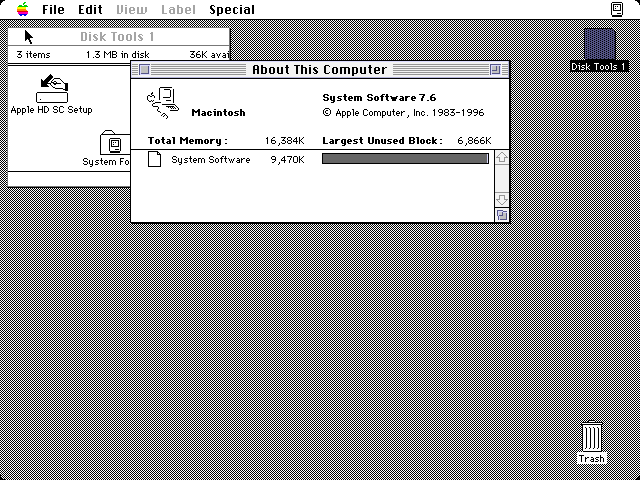 File Edit View Label Special
Disk Tools 1
3 items 1.3 MB in disk 36K avai
Apple HD SC Setup
System Fo
About This Computer
Macintosh
System Software 7.6
© Apple Computer, Inc. 1983-1996
Total Memory : 16,384K Largest Unused Block : 6,866K
System Software 9,470K
Disk Tools 1
Trash